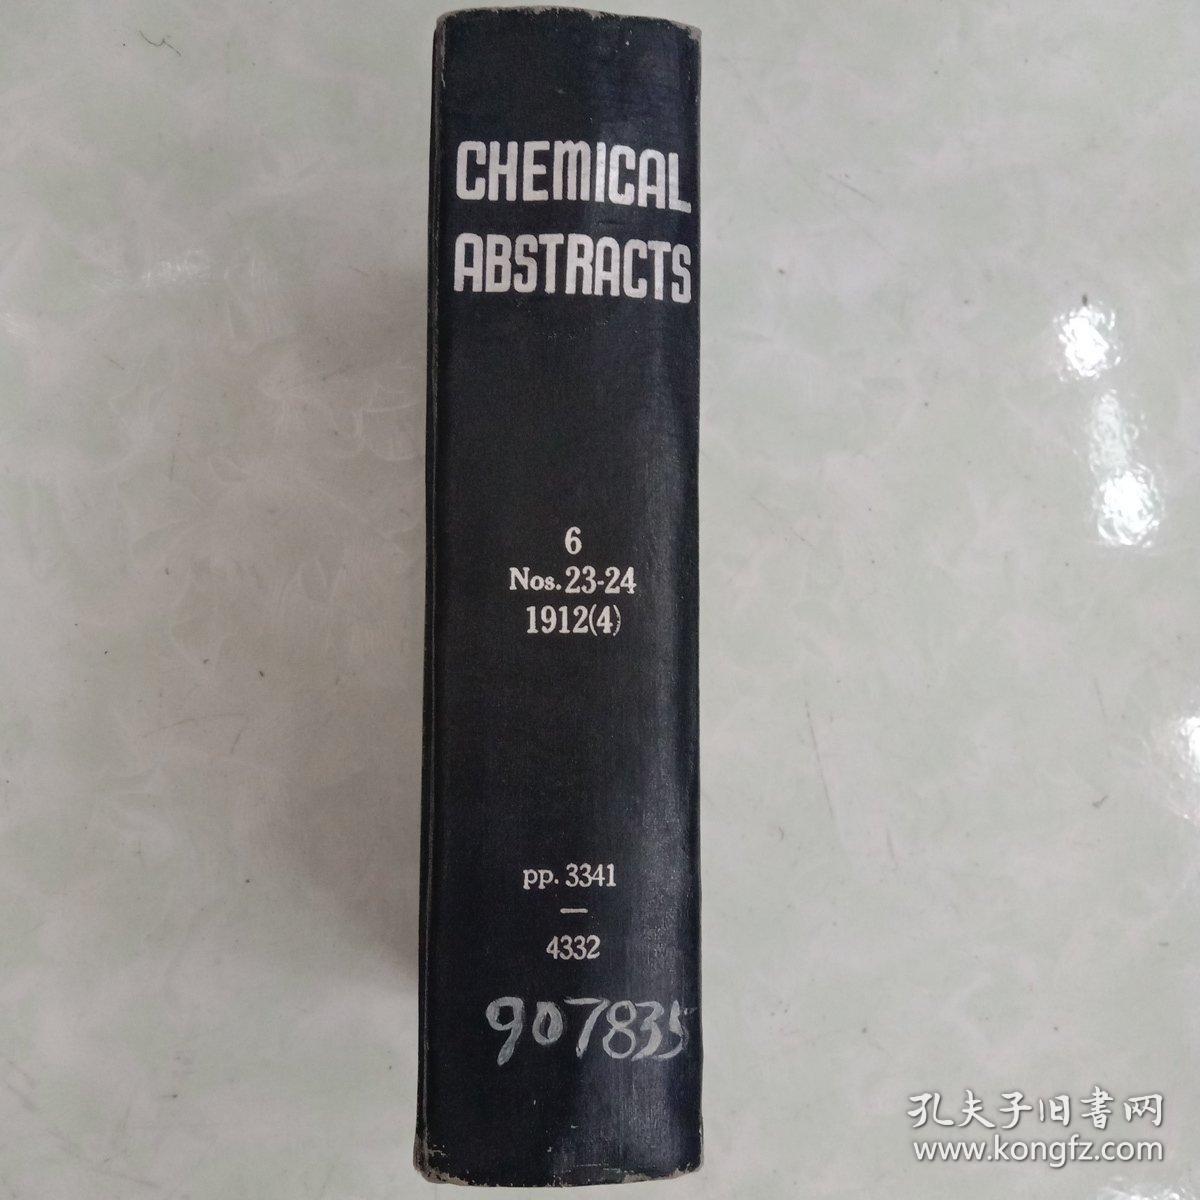 CHEMICAL
ABSTRACTS
6
Nos. 23-24
1912(4)
pp. 3341
—
4332
907835
孔夫子旧书网
www.kongfz.com